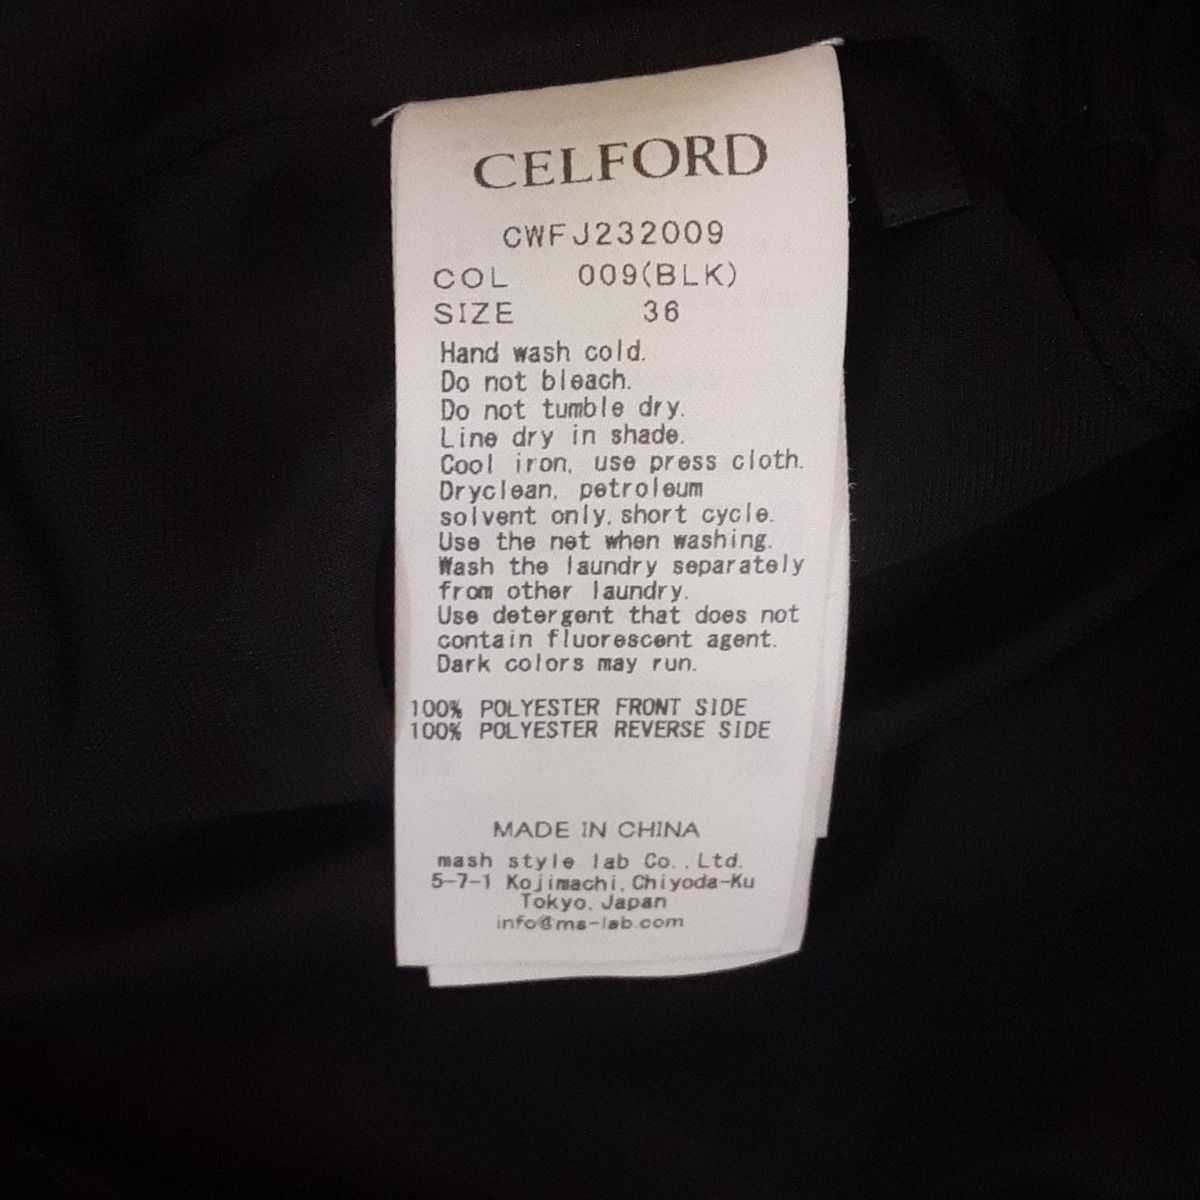 CELFORD
CWFJ232009
COL 009(BLK)
SIZE 36
Hand wash cold.
Do not bleach.
Do not tumble dry.
Line dry in shade.
Cool iron, use press cloth.
Dryclean, petroleum
solvent only, short cycle.
Use the net when washing.
Wash the laundry separately
from other laundry.
Use detergent that does not
contain fluorescent agent.
Dark colors may run.
100% POLYESTER FRONT SIDE
100% POLYESTER REVERSE SIDE
MADE IN CHINA
mash style lab Co.,Ltd.
5-7-1 Kojimachi, Chiyoda-Ku
Tokyo, Japan
info@ms-lab.com